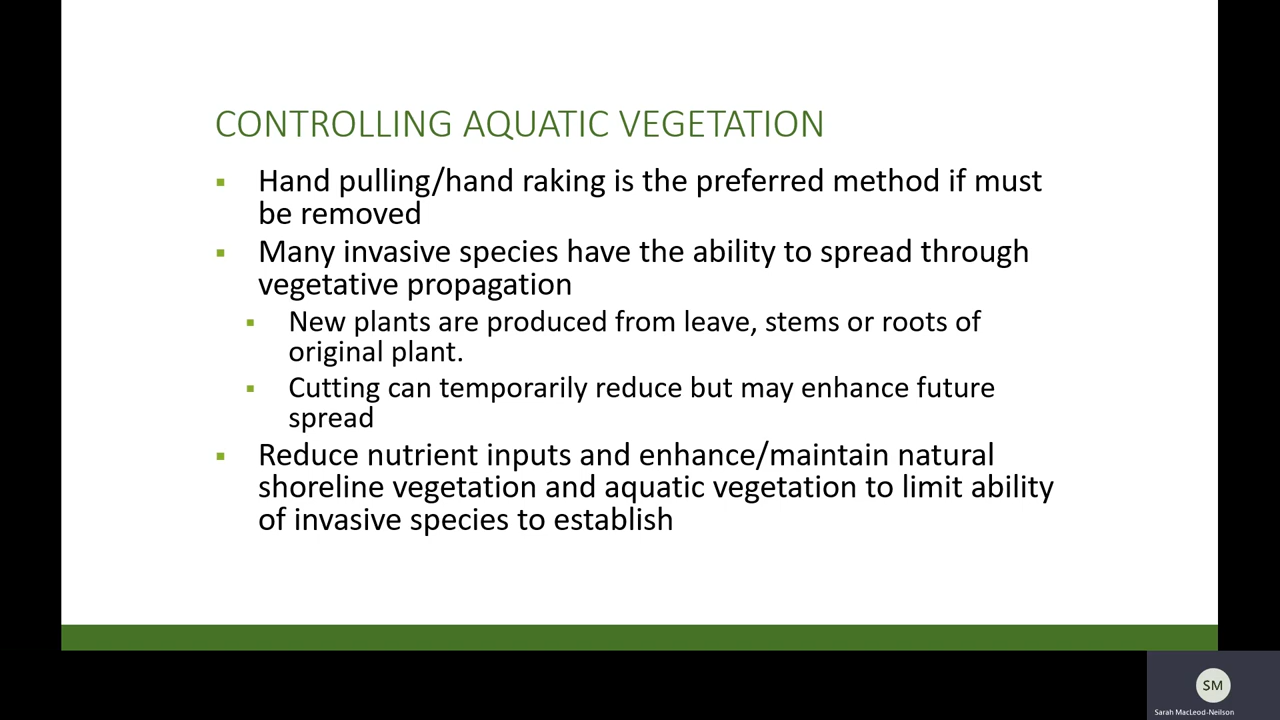 CONTROLLING AQUATIC VEGETATION
Hand pulling/hand raking is the preferred method if must
be removed
Many invasive species have the ability to spread through
vegetative propagation
New plants are produced from leave, stems or roots of
original plant.
Cutting can temporarily reduce but may enhance future
spread
Reduce nutrient inputs and enhance/maintain natural
shoreline vegetation and aquatic vegetation to limit ability
of invasive species to establish
SM
Sarah MacLeod-Neilson